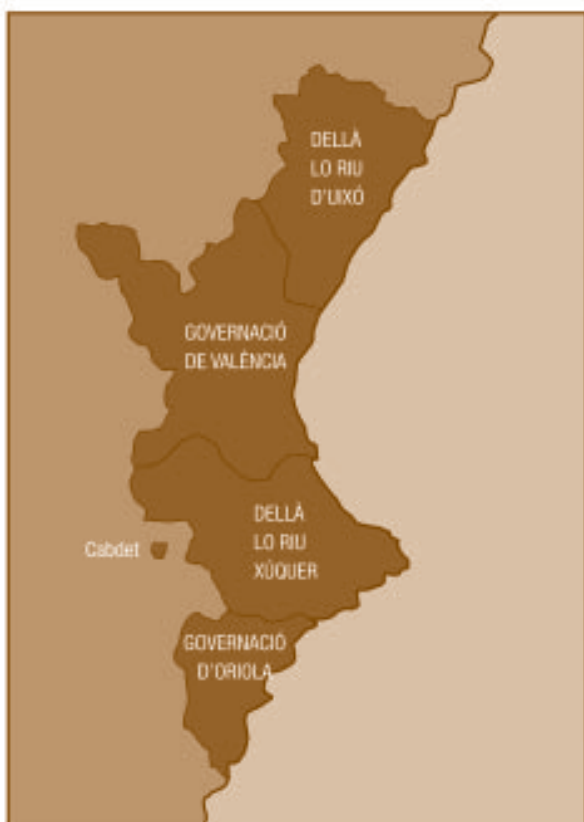 DELLÀ
LO RIU
D'UIXÓ
GOVERNACIÓ
DE VALÈNCIA
DELLÀ
LO RIU
XÚQUER
Cabdet
GOVERNACIÓ
D'ORIOLA